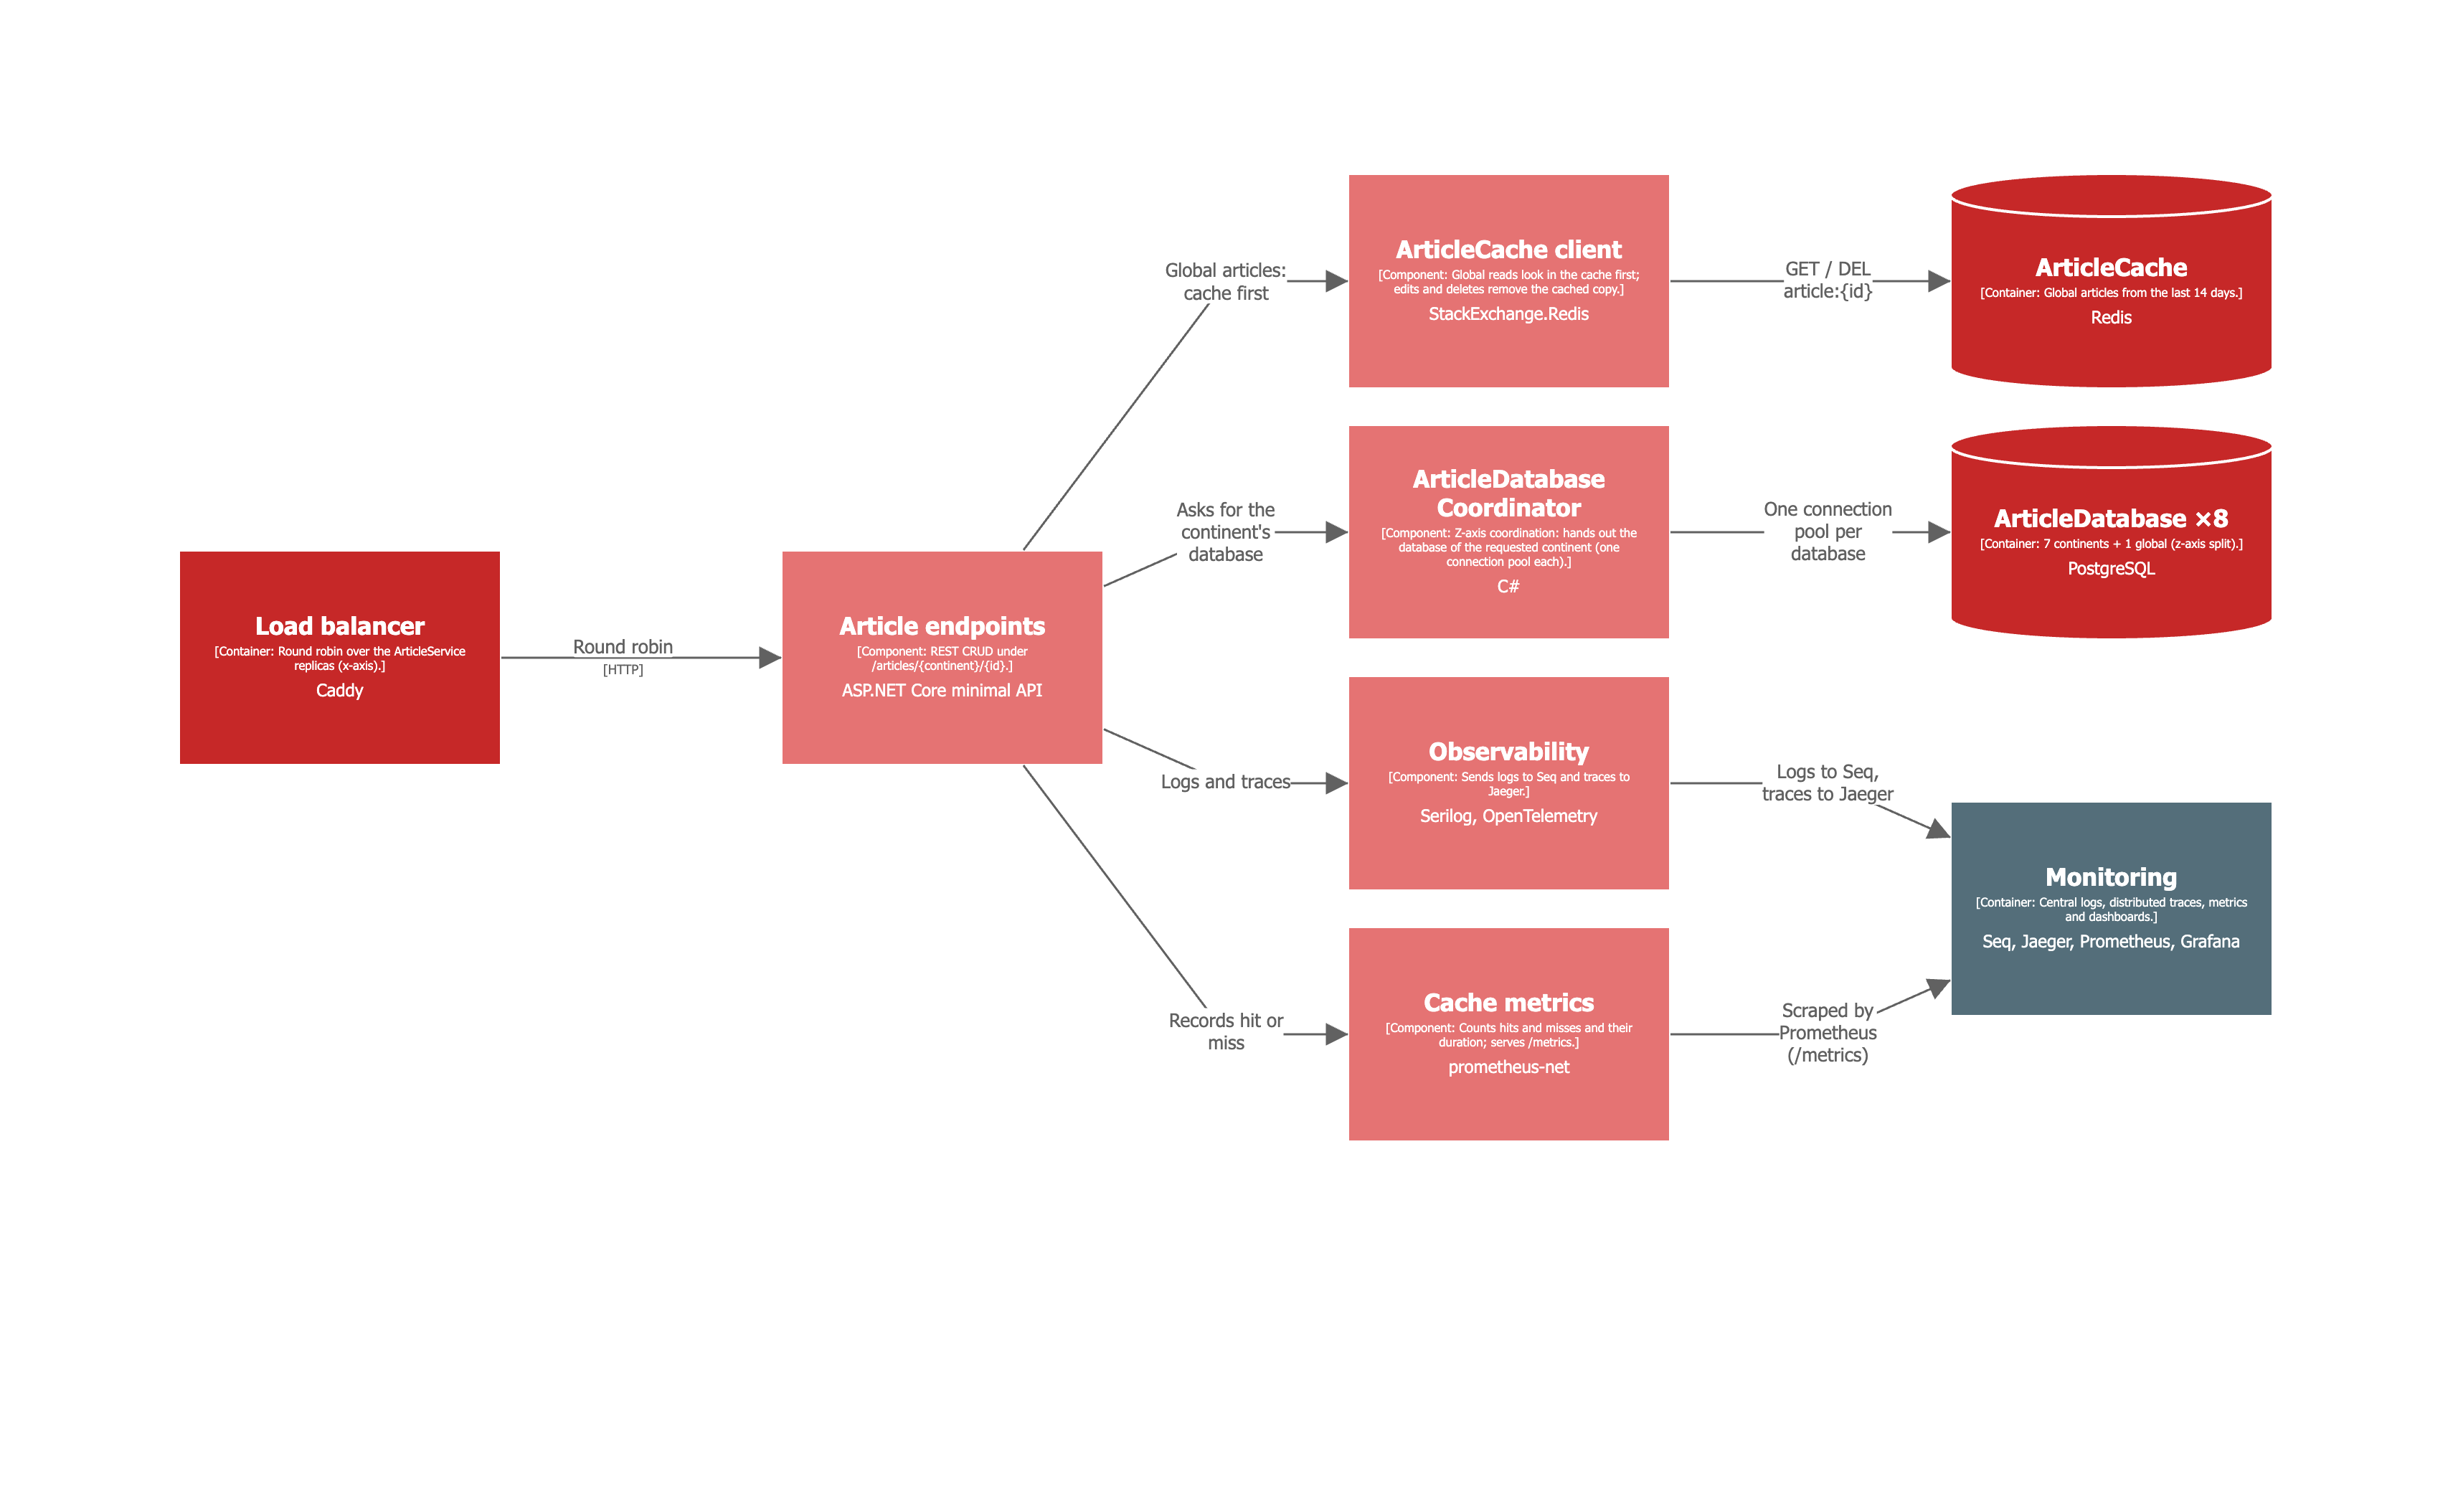 Load balancer
[Container: Round robin over the ArticleService
replicas (x-axis).]
Caddy
Round robin
[HTTP]
Article endpoints
[Component: REST CRUD under
/articles/{continent}/{id}.]
ASP.NET Core minimal API
Global articles:
cache first
ArticleCache client
[Component: Global reads look in the cache first;
edits and deletes remove the cached copy.]
StackExchange.Redis
GET / DEL
article:{id}
ArticleCache
[Container: Global articles from the last 14 days.]
Redis
Asks for the
continent's
database
ArticleDatabase
Coordinator
[Component: Z-axis coordination: hands out the
database of the requested continent (one
connection pool each).]
C#
One connection
pool per
database
ArticleDatabase ×8
[Container: 7 continents + 1 global (z-axis split).]
PostgreSQL
Logs and traces
Observability
[Component: Sends logs to Seq and traces to
Jaeger.]
Serilog, OpenTelemetry
Logs to Seq,
traces to Jaeger
Monitoring
[Container: Central logs, distributed traces, metrics
and dashboards.]
Seq, Jaeger, Prometheus, Grafana
Records hit or
miss
Cache metrics
[Component: Counts hits and misses and their
duration; serves /metrics.]
prometheus-net
Scraped by
Prometheus
(/metrics)